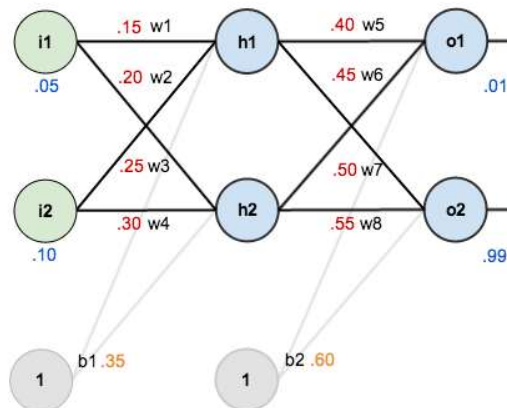 i1 .15 w1 h1 .40 w5 o1
.05 .20 w2 .45 w6 .01
.25 w3 .50 w7
i2 .30 w4 h2 .55 w8 o2
.10 .99
b1 .35 b2 .60
1 1